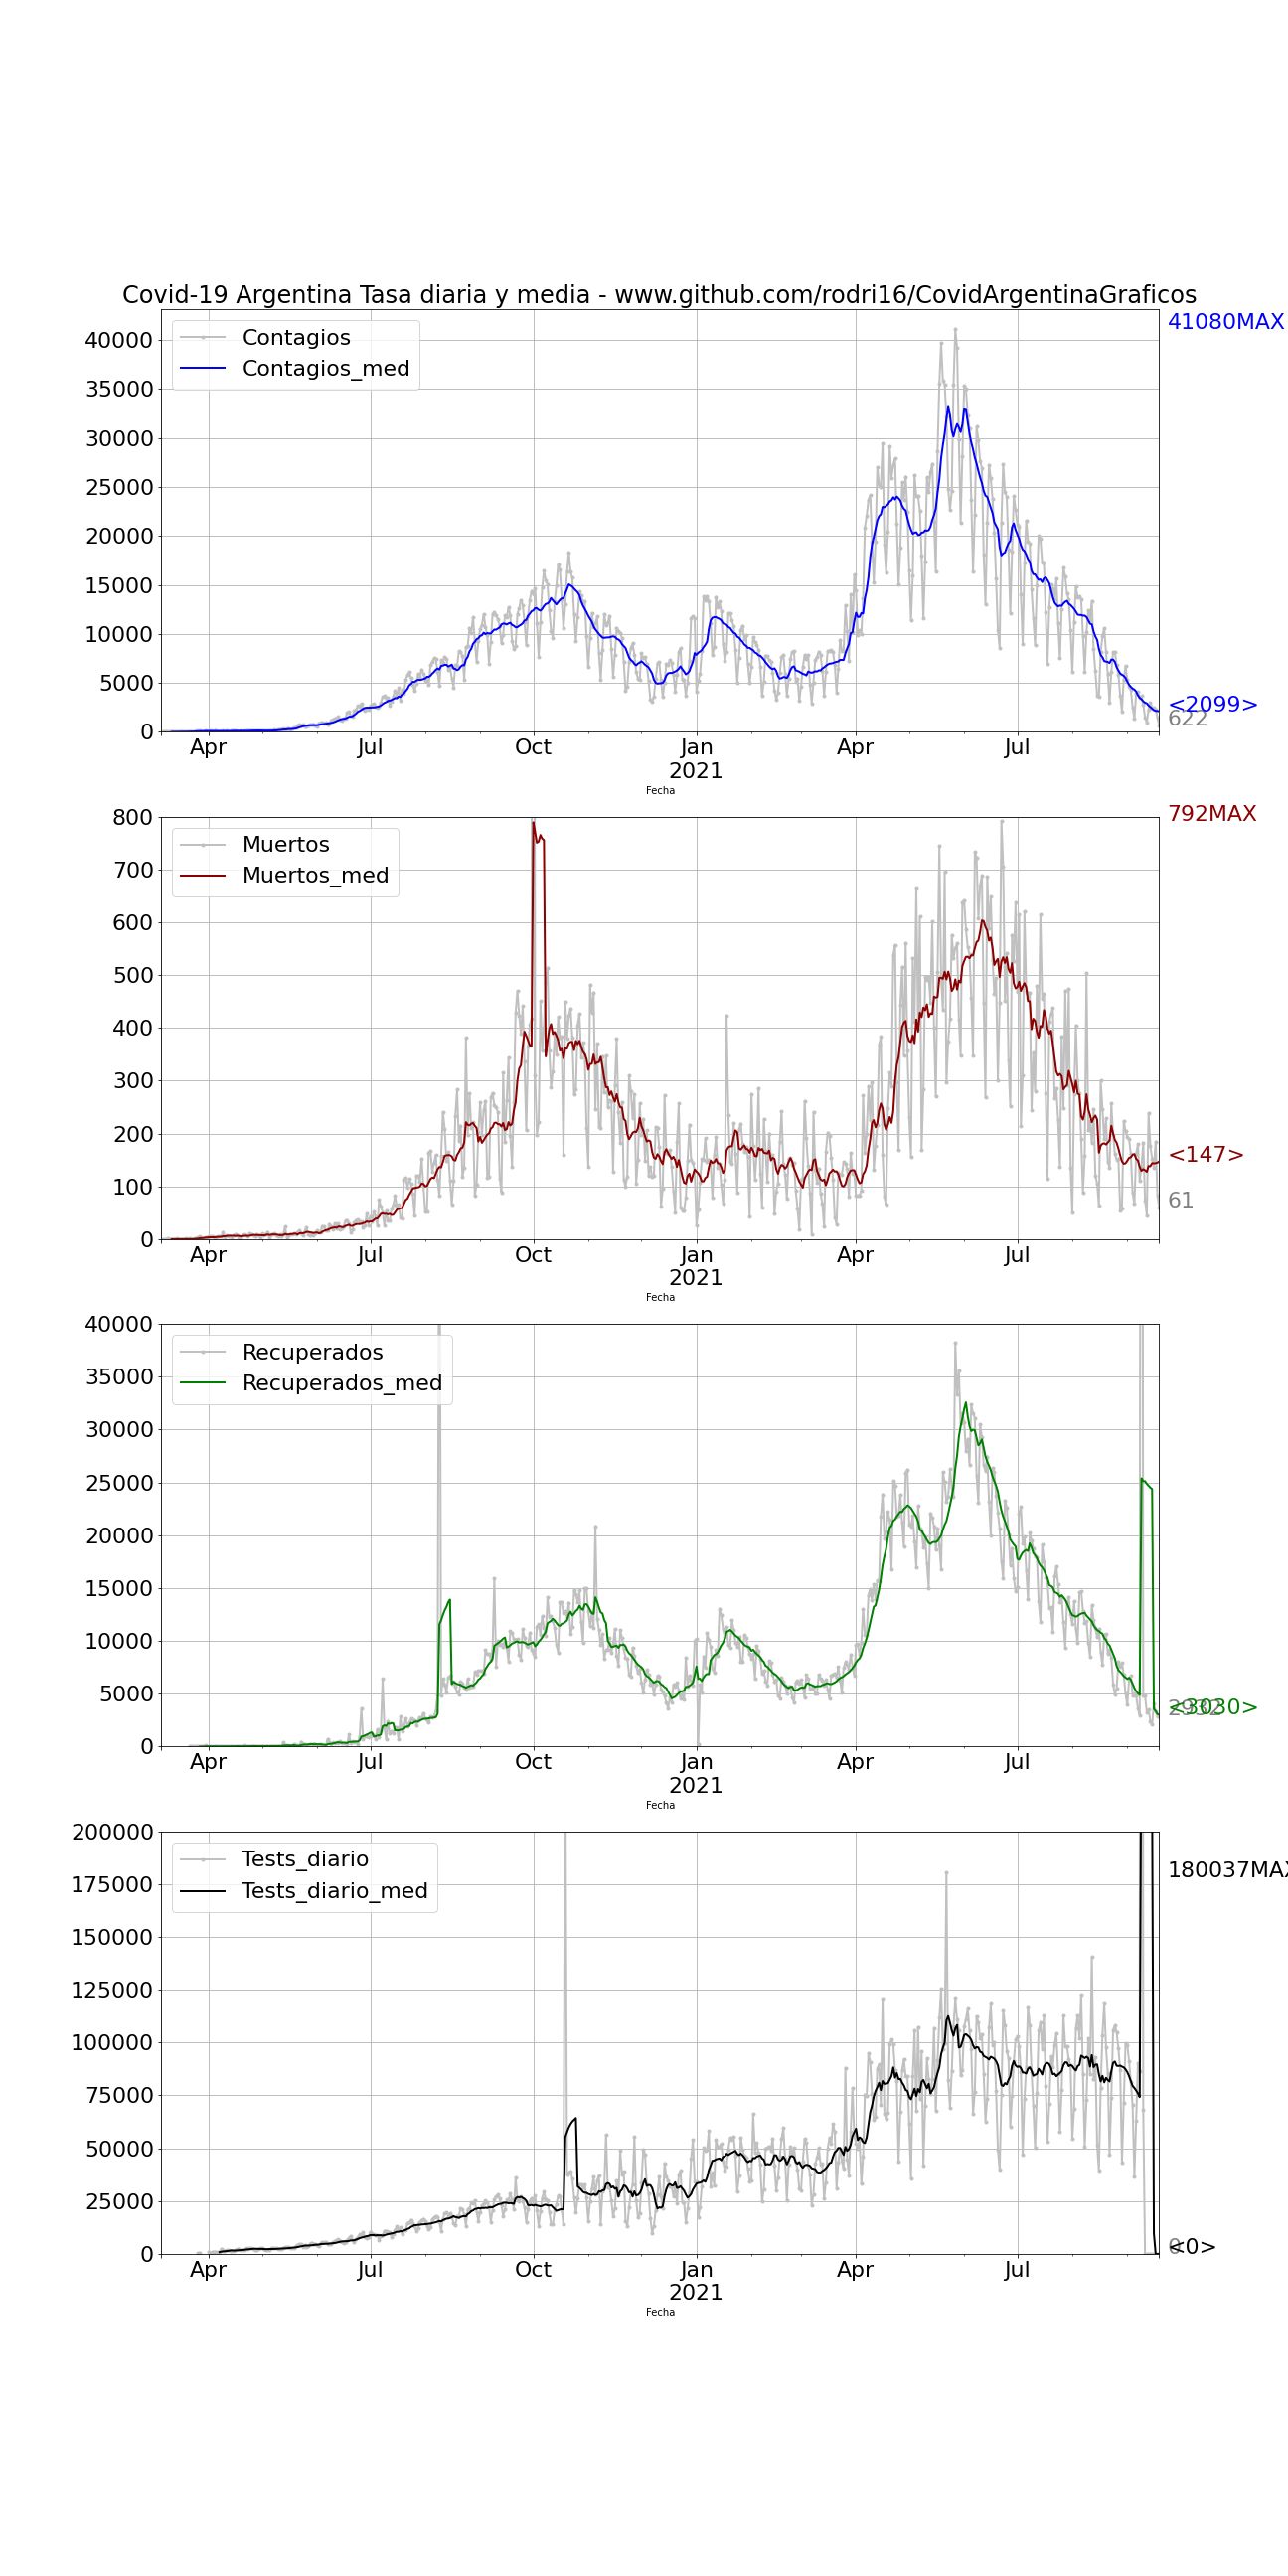 Covid-19 Argentina Tasa diaria y media - www.github.com/rodri16/CovidArgentinaGraficos
41080MAX
Contagios
Contagios_med
40000
35000
30000
25000
20000
15000
10000
5000
0
<2099>
622
Apr Jul Oct Jan Apr Jul
2021
Fecha
792MAX
800
Muertos
Muertos_med
700
600
500
400
300
200
100
0
<147>
61
Apr Jul Oct Jan Apr Jul
2021
Fecha
40000
Recuperados
Recuperados_med
35000
30000
25000
20000
15000
10000
5000
0
<3030>
2932
Apr Jul Oct Jan Apr Jul
2021
Fecha
200000
Tests_diario
Tests_diario_med
180037MAX
175000
150000
125000
100000
75000
50000
25000
0
<0>
0
Apr Jul Oct Jan Apr Jul
2021
Fecha